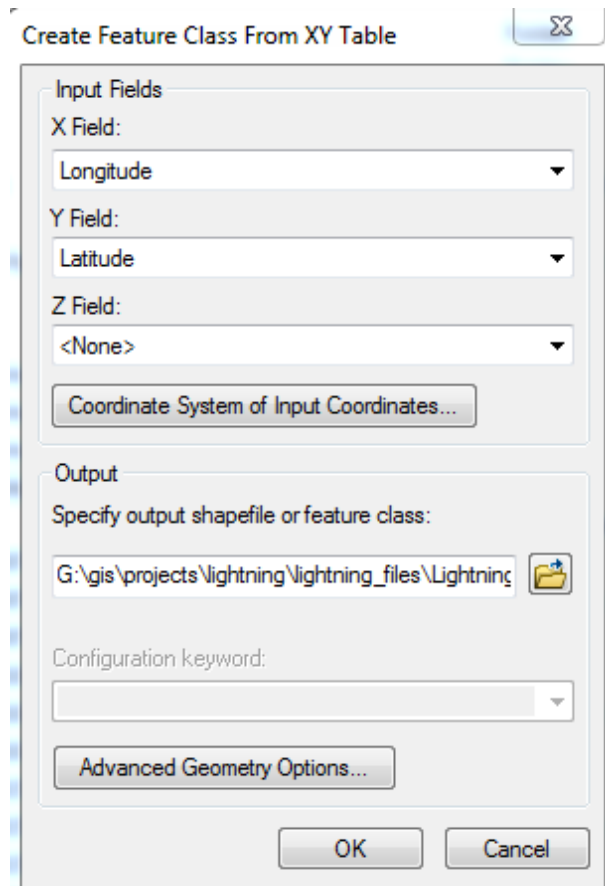 Create Feature Class From XY Table
Input Fields
X Field:
Longitude
Y Field:
Latitude
Z Field:
<None>
Coordinate System of Input Coordinates...
Output
Specify output shapefile or feature class:
G:\gis\projects\lightning\lightning_files\Lightning
Configuration keyword:
Advanced Geometry Options...
OK
Cancel